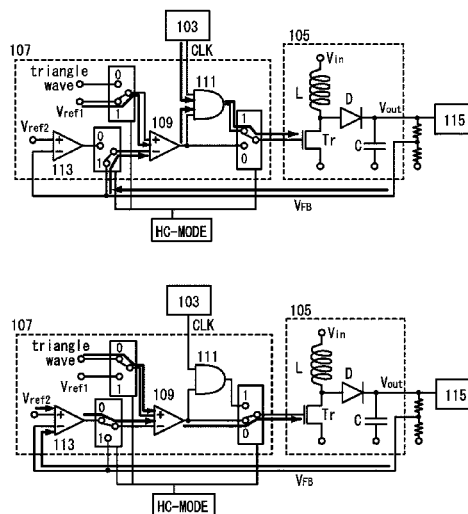 103
107
CLK
105
triangle wave
0
Vref1
1
111
Vin
L
D
Vout
115
Vref2
0
1
109
1
0
Tr
C
113
VFB
HC-MODE
103
107
CLK
105
triangle wave
0
Vref1
1
111
Vin
L
D
Vout
115
Vref2
0
1
109
1
0
Tr
C
113
VFB
HC-MODE